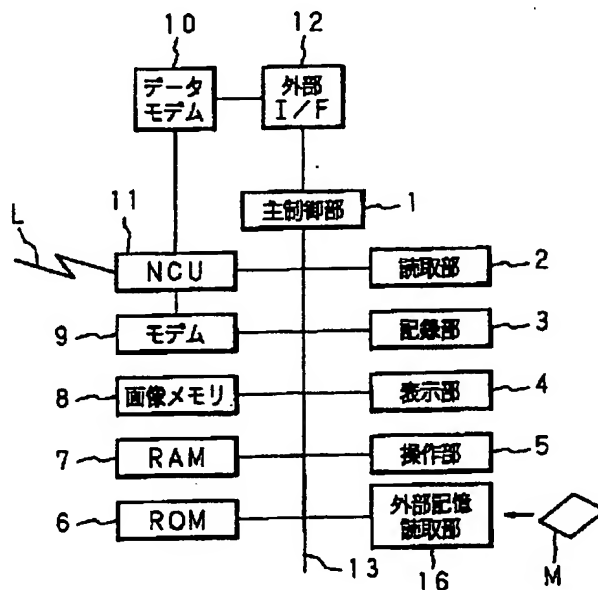 10
12
データ
モデム
外部
I/F
主制御部
1
11
L
NCU
読取部
2
9
モデム
記録部
3
8
画像メモリ
表示部
4
7
RAM
操作部
5
6
ROM
外部記憶
読取部
13
16
M